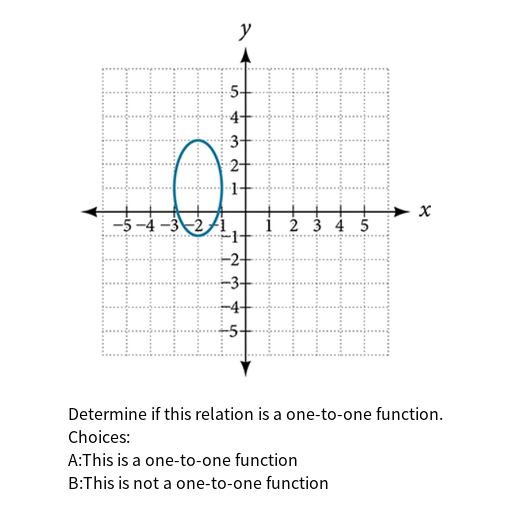 y
5
4
3
2
1
−5 −4 −3 −2 −1 1 2 3 4 5 x
−1
−2
−3
−4
−5
Determine if this relation is a one-to-one function.
Choices:
A:This is a one-to-one function
B:This is not a one-to-one function